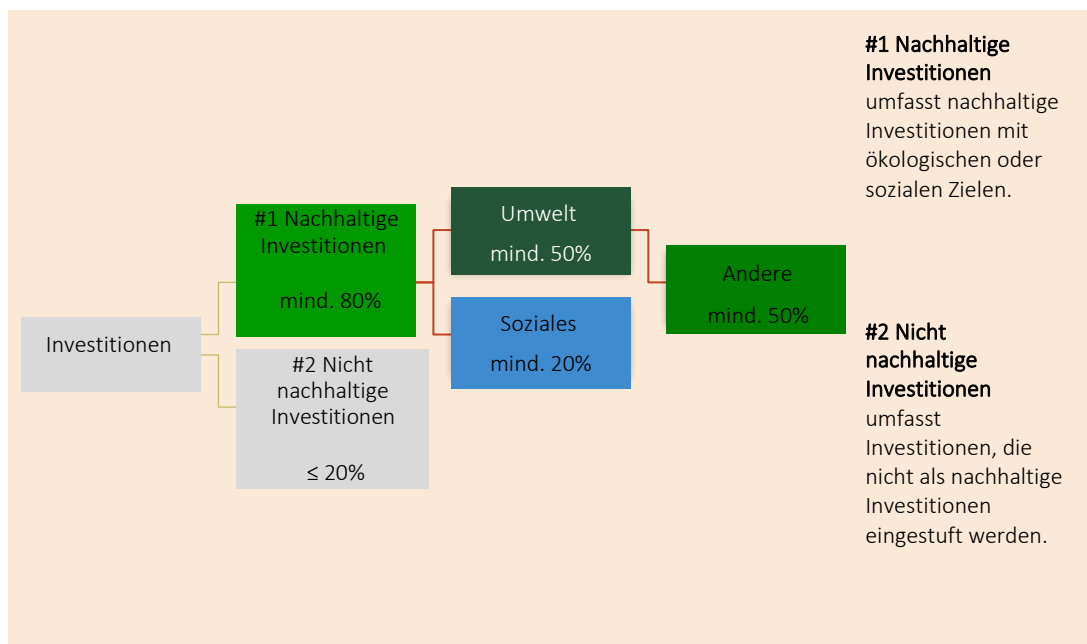 Investitionen
#1 Nachhaltige
Investitionen
mind. 80%
#2 Nicht
nachhaltige
Investitionen
≤ 20%
Umwelt
mind. 50%
Soziales
mind. 20%
Andere
mind. 50%
#1 Nachhaltige
Investitionen
umfasst nachhaltige
Investitionen mit
ökologischen oder
sozialen Zielen.
#2 Nicht
nachhaltige
Investitionen
umfasst
Investitionen, die
nicht als nachhaltige
Investitionen
eingestuft werden.